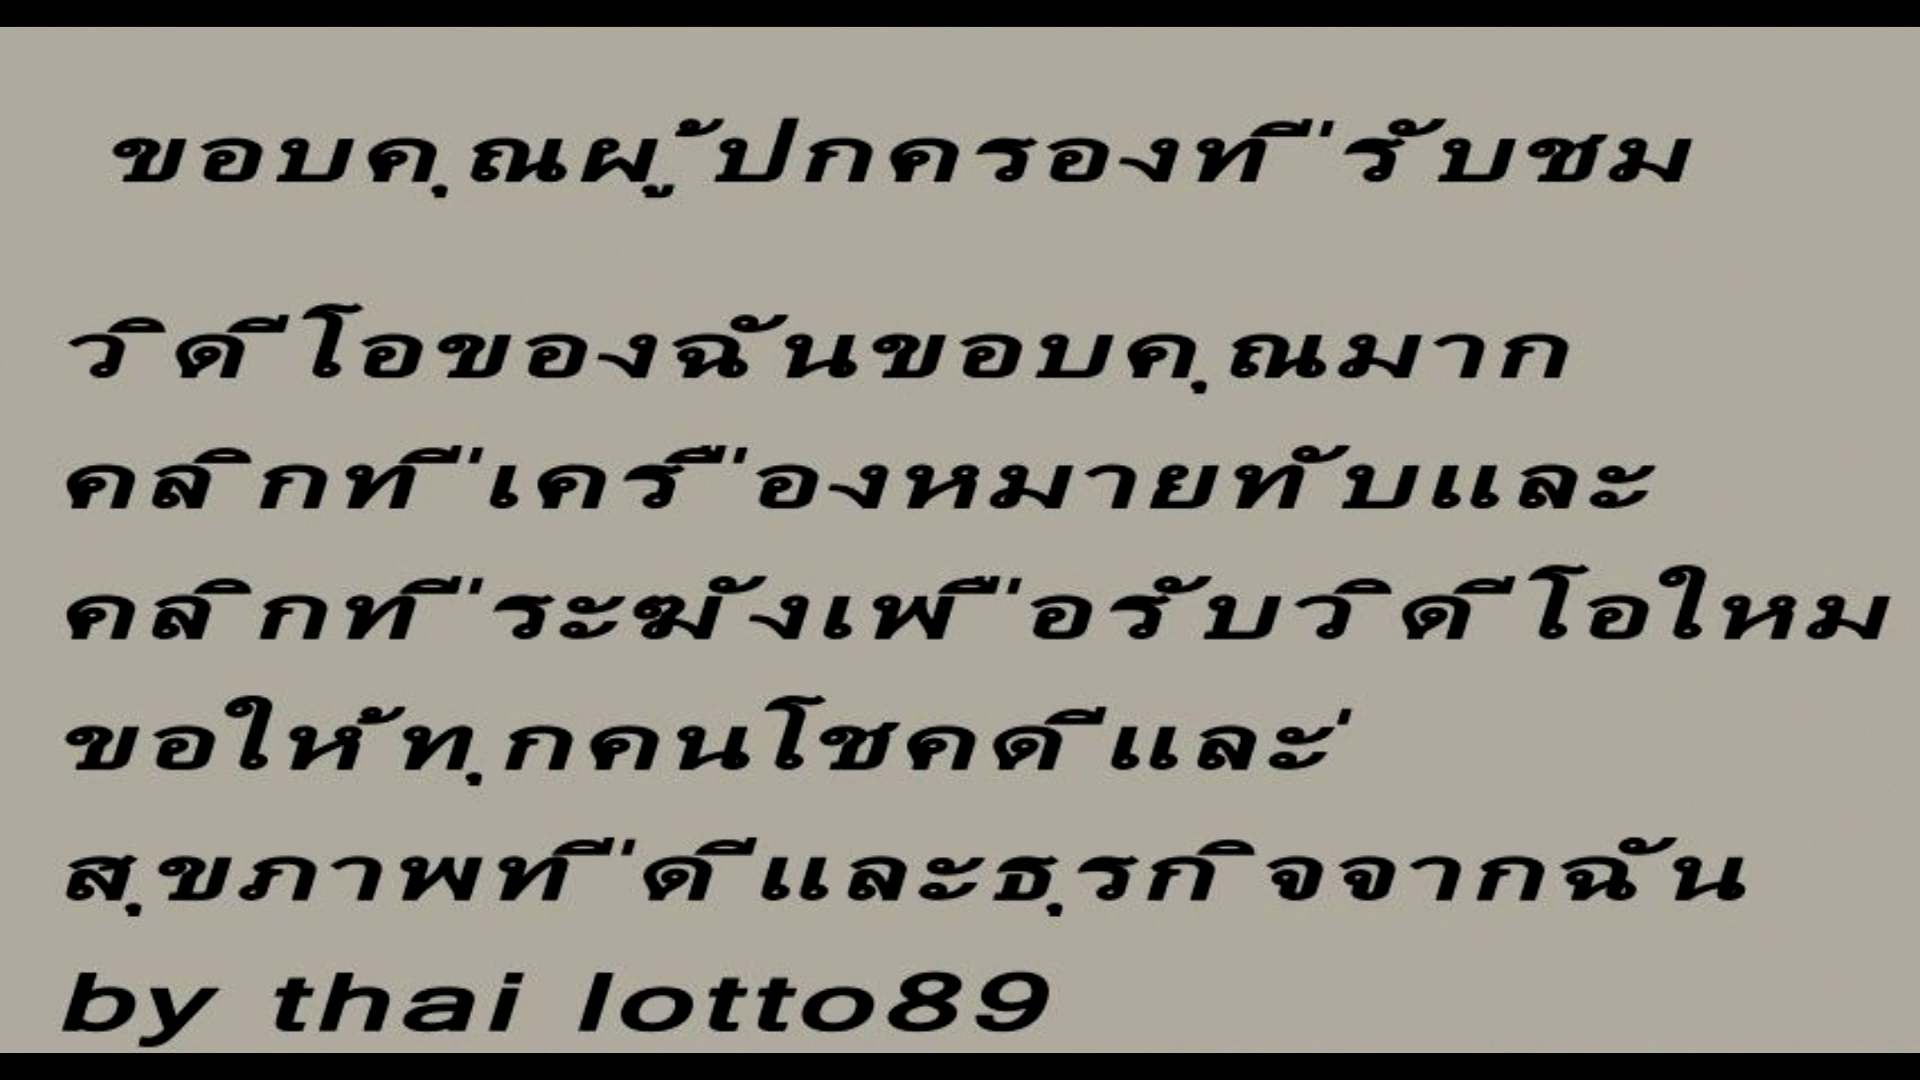 ขอบคุณผู้ปกครองที่รับชม
วิดีโอของฉันขอบคุณมาก
คลิกที่เครื่องหมายทับและ
คลิกที่ระฆังเพื่อรับวิดีโอใหม
ขอให้ทุกคนโชคดีและ่
สุขภาพที่ดีและธุรกิจจากฉัน
by thai lotto89